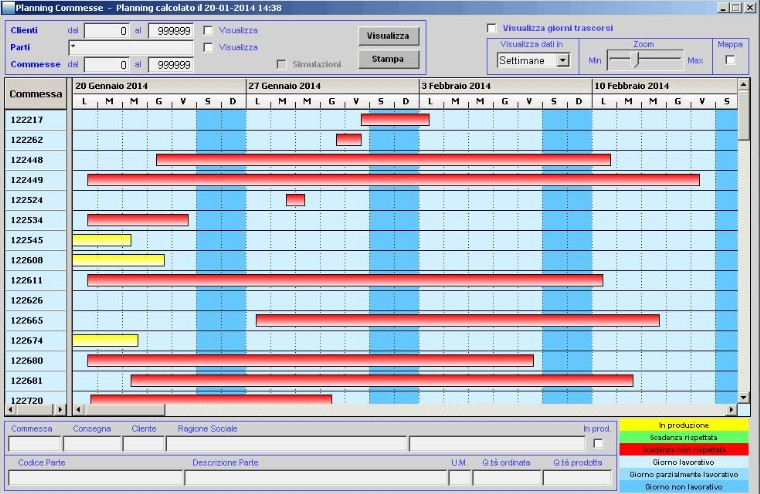 Planning Commesse - Planning calcolato il 20-01-2014 14:38
Clienti dal 0 al 999999 Visualizza
Parti * Visualizza
Commesse dal 0 al 999999 Simulazioni
Visualizza
Stampa
Visualizza giorni trascorsi
Visualizza dati in Zoom Mappa
Settimane Min Max
Commessa 20 Gennaio 2014 27 Gennaio 2014 3 Febbraio 2014 10 Febbraio 2014
L M M G V S D L M M G V S D L M M G V S D L M M G V S
122217
122262
122448
122449
122524
122534
122545
122608
122611
122626
122665
122674
122680
122681
122720
Commessa Consegna Cliente Ragione Sociale In prod.
Codice Parte Descrizione Parte U.M. Q.tà ordinata Q.tà prodotta
In produzione
Scadenza rispettata
Scadenza non rispettata
Giorno lavorativo
Giorno parzialmente lavorativo
Giorno non lavorativo